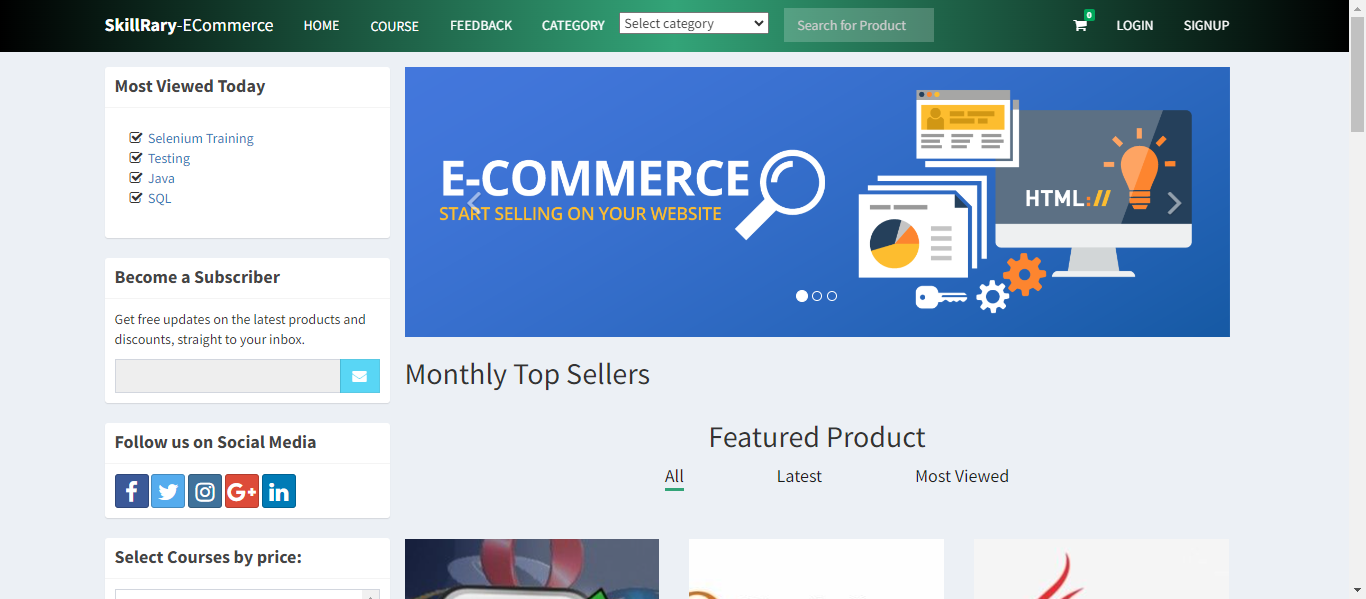 SkillRary-ECommerce HOME COURSE FEEDBACK CATEGORY Select category Search for Product 0 LOGIN SIGNUP
Most Viewed Today
Selenium Training
Testing
Java
SQL
Become a Subscriber
Get free updates on the latest products and
discounts, straight to your inbox.
Follow us on Social Media
f G+ in
Select Courses by price:
E-COMMERCE
START SELLING ON YOUR WEBSITE
HTML://
Monthly Top Sellers
Featured Product
All Latest Most Viewed